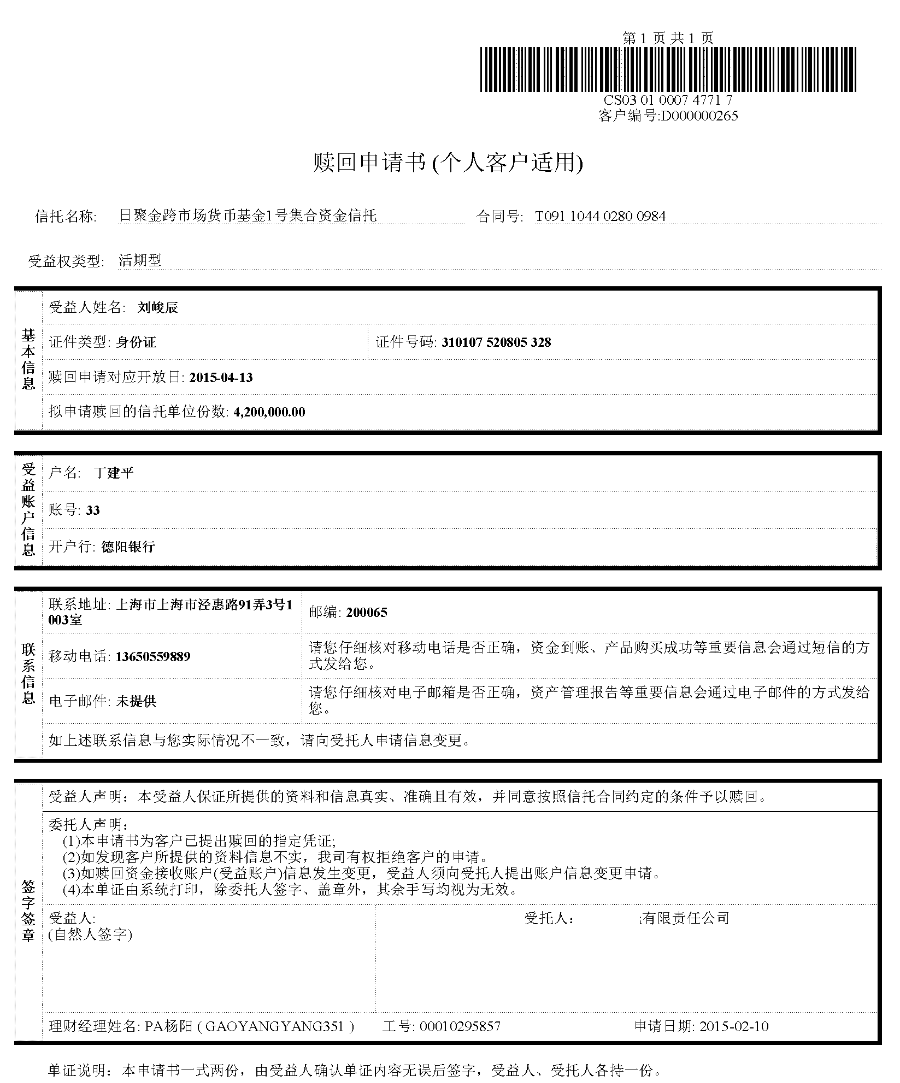 第 1 页 共 1 页
CS03 01 0007 4771 7
客户编号:D000000265
赎回申请书 (个人客户适用)
信托名称: 日聚金跨市场货币基金1号集合资金信托 合同号: T091 1044 0280 0984
受益权类型: 活期型
基本信息
受益人姓名: 刘峻辰
证件类型: 身份证 证件号码: 310107 520805 328
赎回申请对应开放日: 2015-04-13
拟申请赎回的信托单位份数: 4,200,000.00
受益账户信息
户名: 丁建平
账号: 33
开户行: 德阳银行
联系信息
联系地址: 上海市上海市泾惠路91弄3号1
003室
邮编: 200065
移动电话: 13650559889
请您仔细核对移动电话是否正确，资金到账、产品购买成功等重要信息会通过短信的方
式发给您。
电子邮件: 未提供
请您仔细核对电子邮箱是否正确，资产管理报告等重要信息会通过电子邮件的方式发给
您。
如上述联系信息与您实际情况不一致，请向受托人申请信息变更。
签字签章
受益人声明：本受益人保证所提供的资料和信息真实、准确且有效，并同意按照信托合同约定的条件予以赎回。
委托人声明：
(1)本申请书为客户已提出赎回的指定凭证;
(2)如发现客户所提供的资料信息不实，我司有权拒绝客户的申请。
(3)如赎回资金接收账户(受益账户)信息发生变更，受益人须向受托人提出账户信息变更申请。
(4)本单证由系统打印，除委托人签字、盖章外，其余手写均视为无效。
受益人: 受托人: 有限责任公司
(自然人签字)
理财经理姓名: PA杨阳 ( GAOYANGYANG351 ) 工号: 00010295857 申请日期: 2015-02-10
单证说明：本申请书一式两份，由受益人确认单证内容无误后签字，受益人、受托人各持一份。